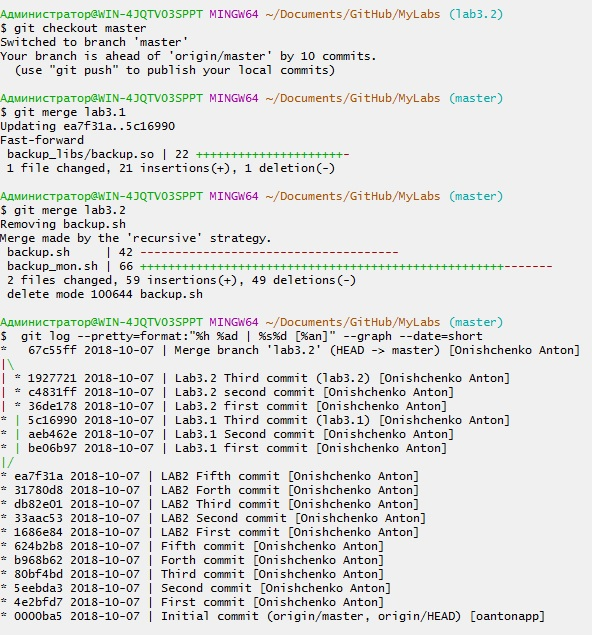 Администратор@WIN-4JQTVO3SPPT MINGW64 ~/Documents/GitHub/MyLabs (lab3.2)
$ git checkout master
Switched to branch 'master'
Your branch is ahead of 'origin/master' by 10 commits.
  (use "git push" to publish your local commits)

Администратор@WIN-4JQTVO3SPPT MINGW64 ~/Documents/GitHub/MyLabs (master)
$ git merge lab3.1
Updating ea7f31a..5c16990
Fast-forward
 backup_libs/backup.so | 22 +++++++++++++++++++++-
 1 file changed, 21 insertions(+), 1 deletion(-)

Администратор@WIN-4JQTVO3SPPT MINGW64 ~/Documents/GitHub/MyLabs (master)
$ git merge lab3.2
Removing backup.sh
Merge made by the 'recursive' strategy.
 backup.sh     | 42 -------------------------------------
 backup_mon.sh | 66 ++++++++++++++++++++++++++++++++++++++++++++++++++++-------
 2 files changed, 59 insertions(+), 49 deletions(-)
 delete mode 100644 backup.sh

Администратор@WIN-4JQTVO3SPPT MINGW64 ~/Documents/GitHub/MyLabs (master)
$  git log --pretty=format:"%h %ad | %s%d [%an]" --graph --date=short
*   67c55ff 2018-10-07 | Merge branch 'lab3.2' (HEAD -> master) [Onishchenko Anton]
|\
| * 1927721 2018-10-07 | Lab3.2 Third commit (lab3.2) [Onishchenko Anton]
| * c4831ff 2018-10-07 | Lab3.2 second commit [Onishchenko Anton]
| * 36de178 2018-10-07 | Lab3.2 first commit [Onishchenko Anton]
* | 5c16990 2018-10-07 | Lab3.1 Third commit (lab3.1) [Onishchenko Anton]
* | aeb462e 2018-10-07 | Lab3.1 Second commit [Onishchenko Anton]
* | be06b97 2018-10-07 | Lab3.1 first commit [Onishchenko Anton]
|/
* ea7f31a 2018-10-07 | LAB2 Fifth commit [Onishchenko Anton]
* 31780d8 2018-10-07 | LAB2 Forth commit [Onishchenko Anton]
* db82e01 2018-10-07 | LAB2 Third commit [Onishchenko Anton]
* 33aac53 2018-10-07 | LAB2 Second commit [Onishchenko Anton]
* 1686e84 2018-10-07 | LAB2 First commit [Onishchenko Anton]
* 624b2b8 2018-10-07 | Fifth commit [Onishchenko Anton]
* b968b62 2018-10-07 | Forth commit [Onishchenko Anton]
* 80bf4bd 2018-10-07 | Third commit [Onishchenko Anton]
* 5eebda3 2018-10-07 | Second commit [Onishchenko Anton]
* 4e2bfd7 2018-10-07 | First commit [Onishchenko Anton]
* 0000ba5 2018-10-07 | Initial commit (origin/master, origin/HEAD) [oantonapp]